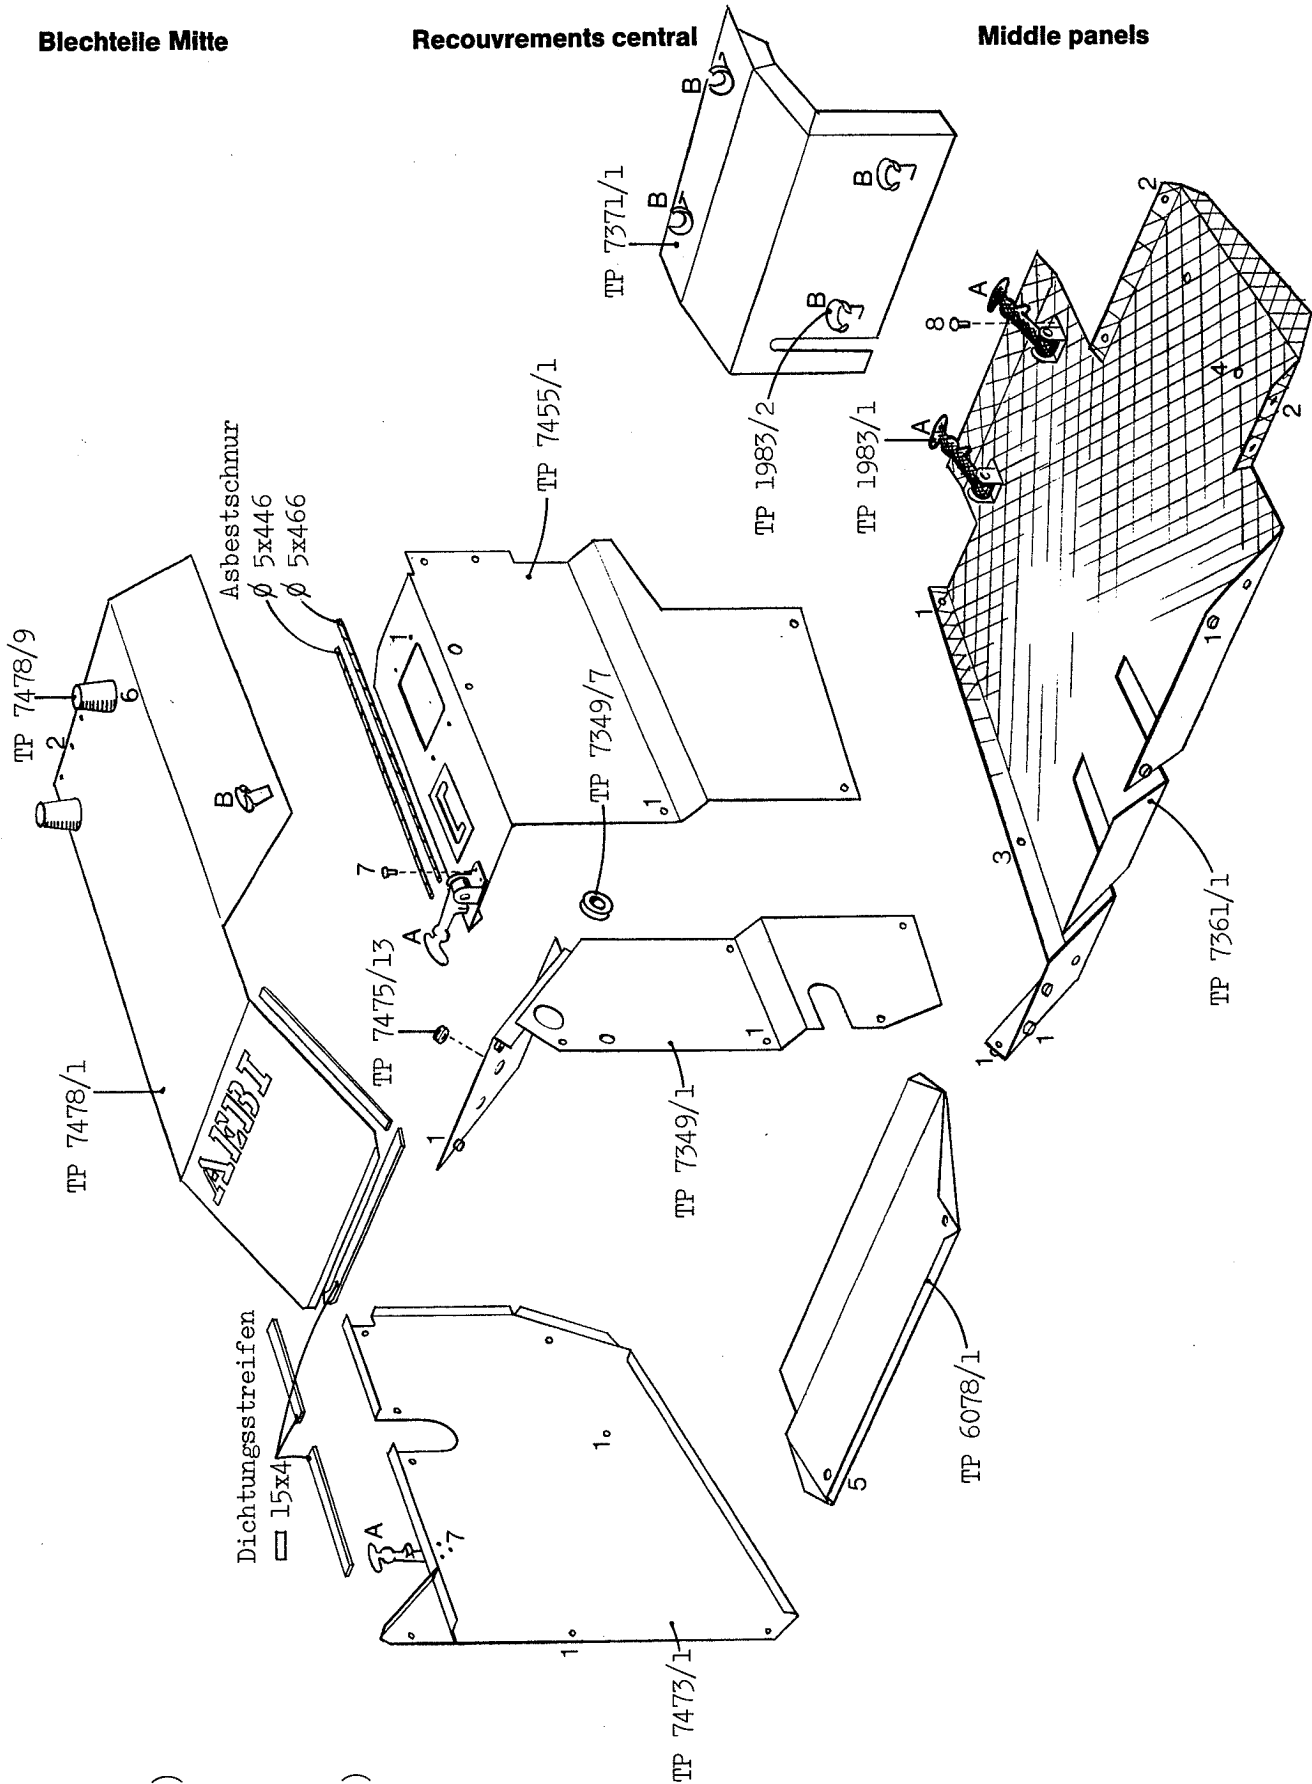 Blechteile Mitte
Recouvrements central
Middle panels
TP 7478/9
2
6
B
TP 7478/1
AEBI
Asbestschnur
Ø 5x446
Ø 5x466
TP 7455/1
1
1
7
A
TP 7475/13
TP 7349/7
1
1
TP 7349/1
Dichtungsstreifen
15x4
A
7
1
1
TP 7473/1
TP 7371/1
B
B
B
B
TP 1983/2
TP 1983/1
A
A
8
1
2
4
2
3
1
1
1
TP 7361/1
5
TP 6078/1